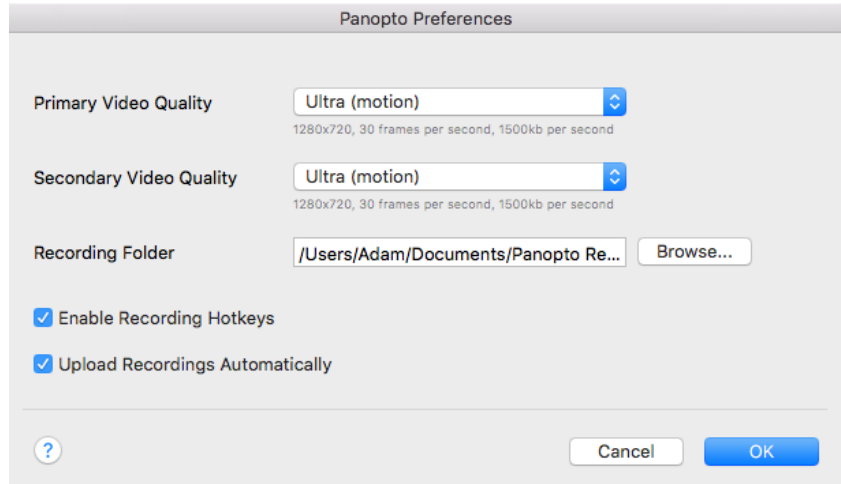 Panopto Preferences
Primary Video Quality
Ultra (motion)
1280x720, 30 frames per second, 1500kb per second
Secondary Video Quality
Ultra (motion)
1280x720, 30 frames per second, 1500kb per second
Recording Folder
/Users/Adam/Documents/Panopto Re...
Browse...
Enable Recording Hotkeys
Upload Recordings Automatically
?
Cancel
OK